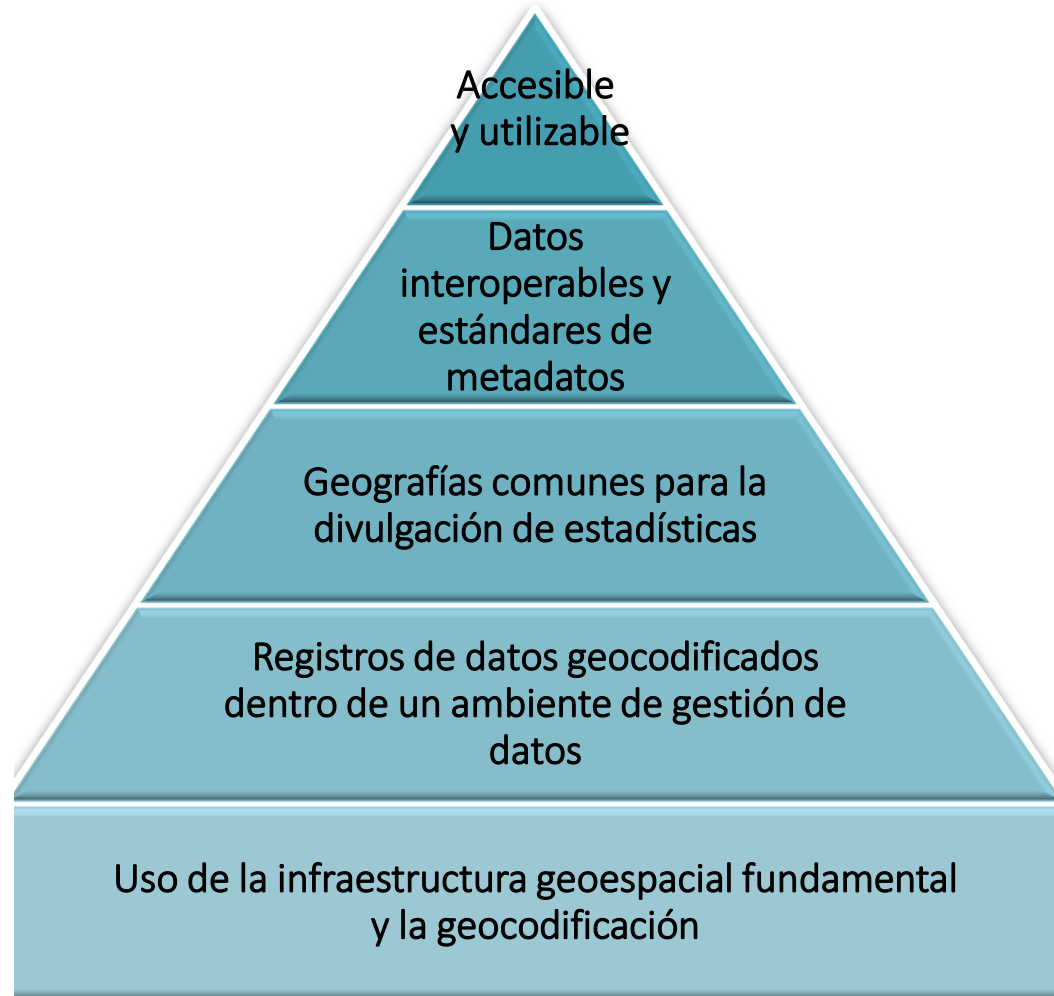 Accesible
y utilizable
Datos
interoperables y
estándares de
metadatos
Geografías comunes para la
divulgación de estadísticas
Registros de datos geocodificados
dentro de un ambiente de gestión de
datos
Uso de la infraestructura geoespacial fundamental
y la geocodificación